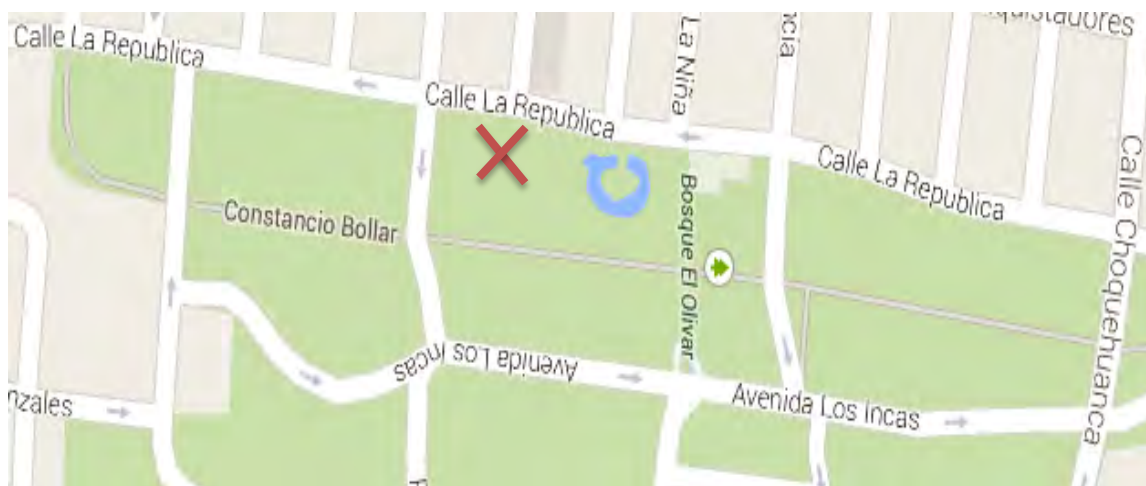 Calle La Republica
La Niña
Calle La Republica
Calle La Republica
Calle Choquehuanca
Constancio Bollar
Bosque El Olivar
Avenida Los Incas
Avenida Los Incas